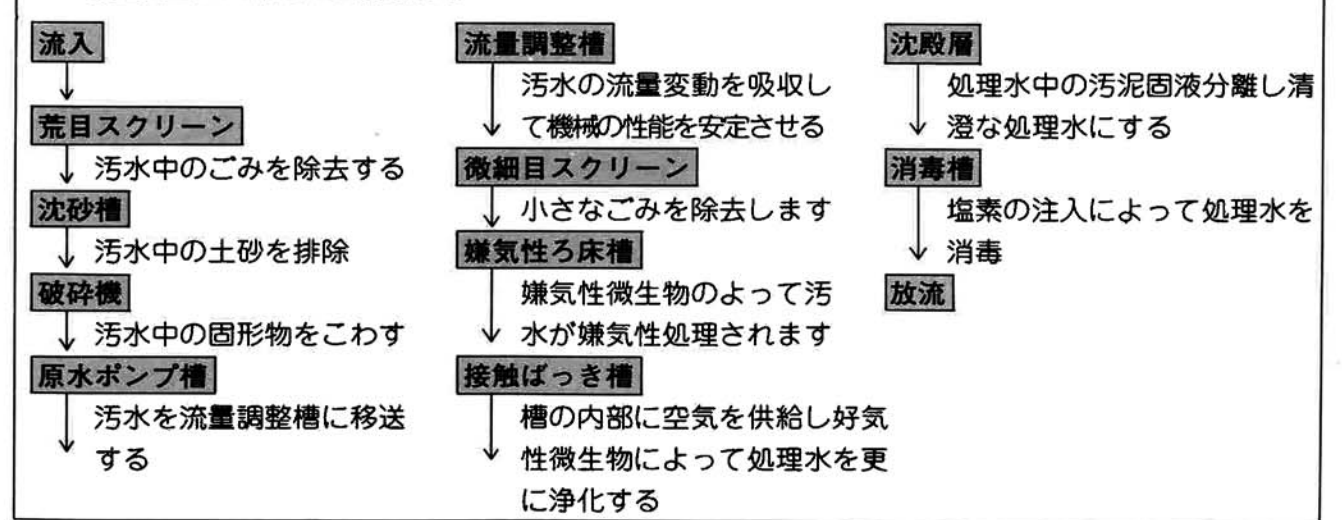 流入
荒目スクリーン
汚水中のごみを除去する
沈砂槽
汚水中の土砂を排除
破砕機
汚水中の固形物をこわす
原水ポンプ槽
汚水を流量調整槽に移送
する
流量調整槽
汚水の流量変動を吸収し
て機械の性能を安定させる
微細目スクリーン
小さなごみを除去します
嫌気性ろ床槽
嫌気性微生物のよって汚
水が嫌気性処理されます
接触ばっき槽
槽の内部に空気を供給し好気
性微生物によって処理水を更
に浄化する
沈殿層
処理水中の汚泥固液分離し清
澄な処理水にする
消毒槽
塩素の注入によって処理水を
消毒
放流